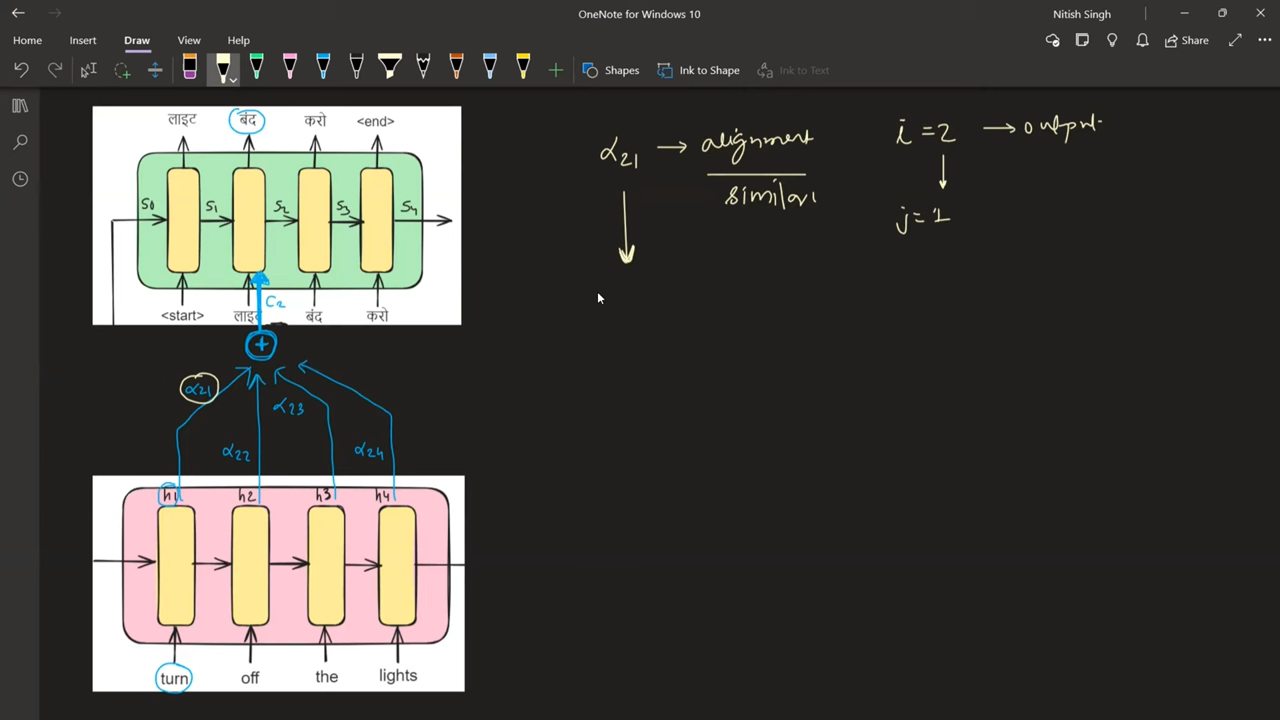 OneNote for Windows 10
Nitish Singh
Home Insert Draw View Help
Share
Shapes
Ink to Shape
Ink to Text
लाइट बंद करो <end>
S0 S1 S2 S3 S4
<start> लाइट बंद करो
C2
+
α21 α22 α23 α24
h1 h2 h3 h4
turn off the lights
α21 → alignment
similari
i = 2 → output
j = 1